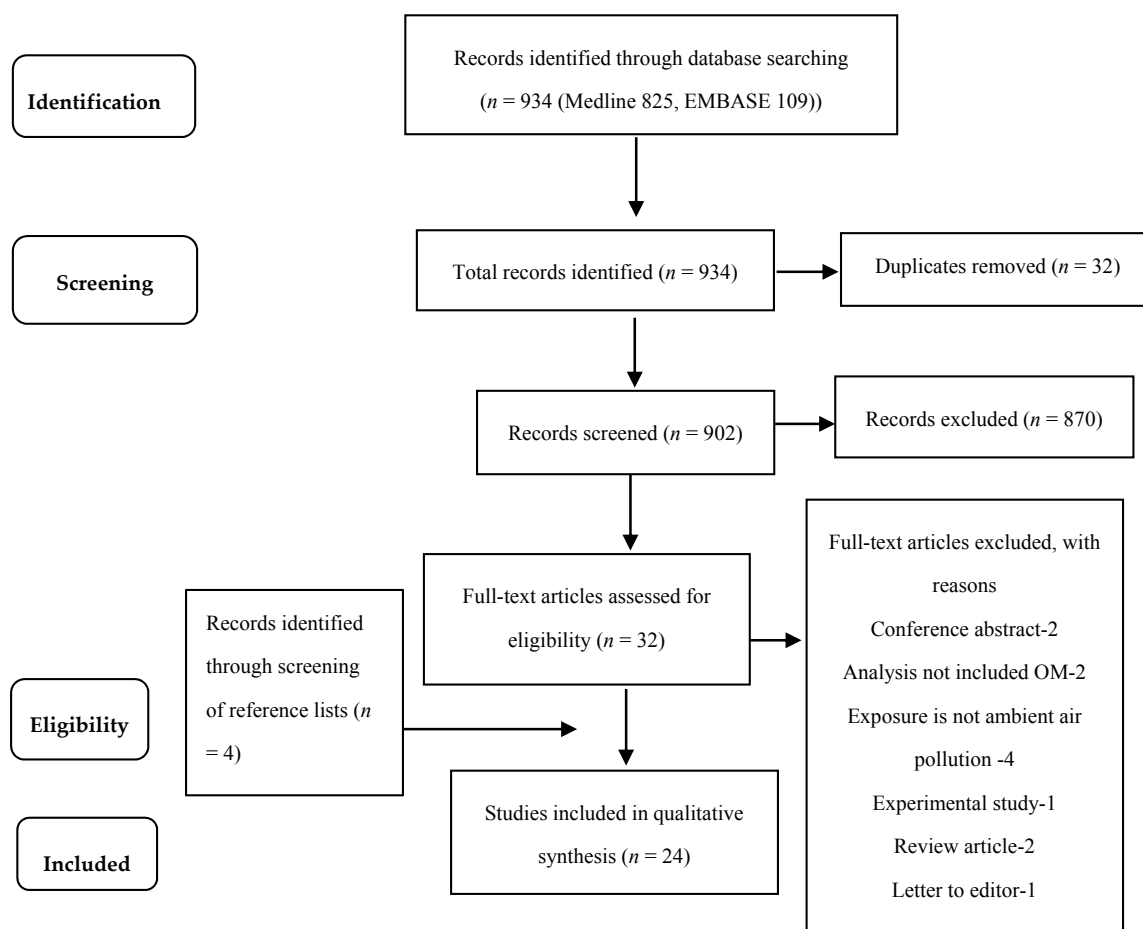 Identification
Records identified through database searching
(n = 934 (Medline 825, EMBASE 109))
Screening
Total records identified (n = 934)
Duplicates removed (n = 32)
Records screened (n = 902)
Records excluded (n = 870)
Full-text articles assessed for
eligibility (n = 32)
Full-text articles excluded, with
reasons
Conference abstract-2
Analysis not included OM-2
Exposure is not ambient air
pollution -4
Experimental study-1
Review article-2
Letter to editor-1
Records identified
through screening
of reference lists (n
= 4)
Eligibility
Studies included in qualitative
synthesis (n = 24)
Included